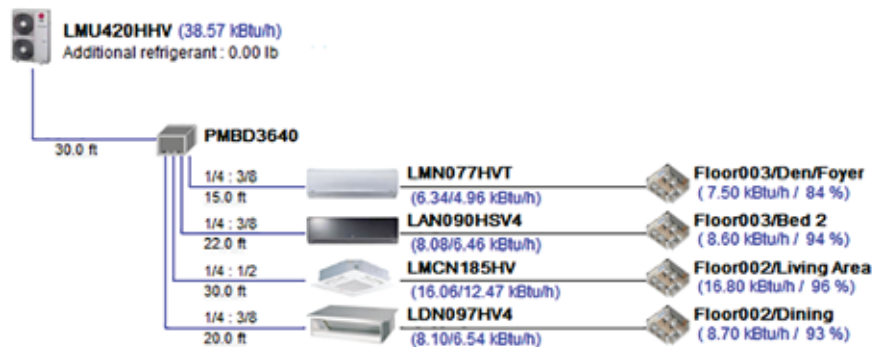 LMU420HHV (38.57 kBtu/h)
Additional refrigerant : 0.00 lb
30.0 ft
PMBD3640
1/4 : 3/8
15.0 ft
LMN077HVT
(6.34/4.96 kBtu/h)
Floor003/Den/Foyer
( 7.50 kBtu/h / 84 %)
1/4 : 3/8
22.0 ft
LAN090HSV4
(8.08/6.46 kBtu/h)
Floor003/Bed 2
( 8.60 kBtu/h / 94 %)
1/4 : 1/2
30.0 ft
LMCN185HV
(16.06/12.47 kBtu/h)
Floor002/Living Area
(16.80 kBtu/h / 96 %)
1/4 : 3/8
20.0 ft
LDN097HV4
(8.10/6.54 kBtu/h)
Floor002/Dining
( 8.70 kBtu/h / 93 %)